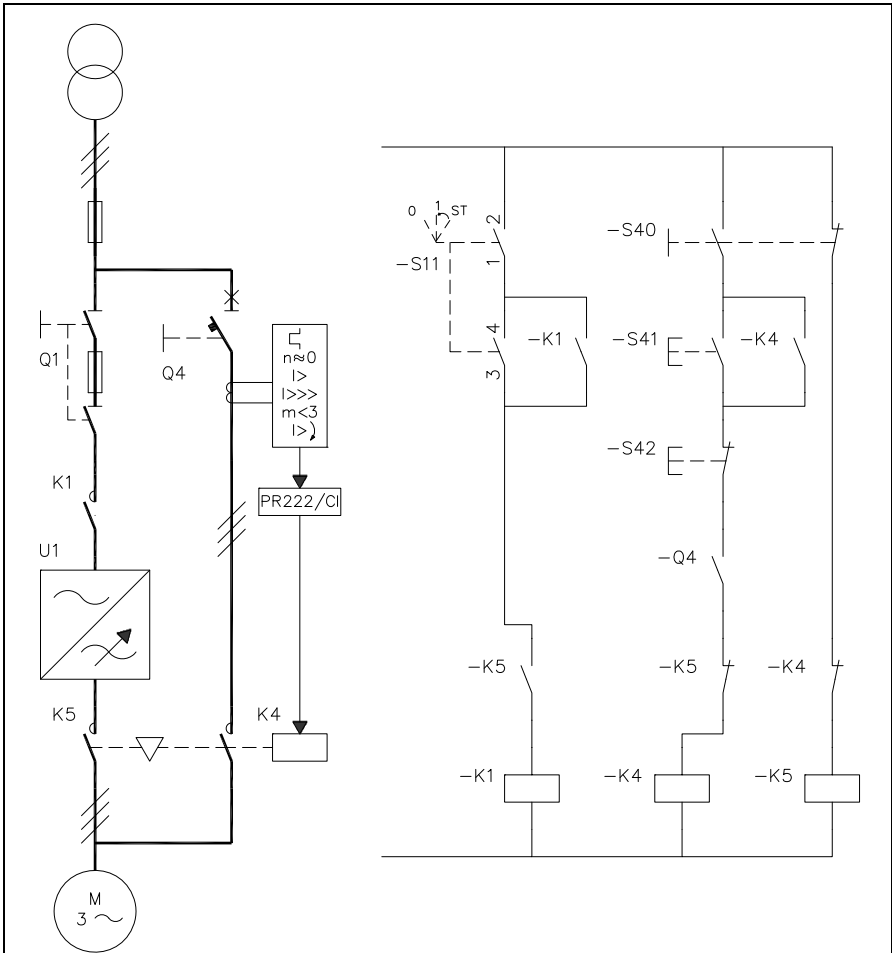 Q1
Q4
n≈0
I>
I>>>
m<3
I>
K1
PR222/CI
U1
K5
K4
M
3
0
1
ST
2
1
-S11
4
3
-K1
-S40
-S41
-K4
-S42
-Q4
-K5
-K5
-K4
-K1
-K4
-K5